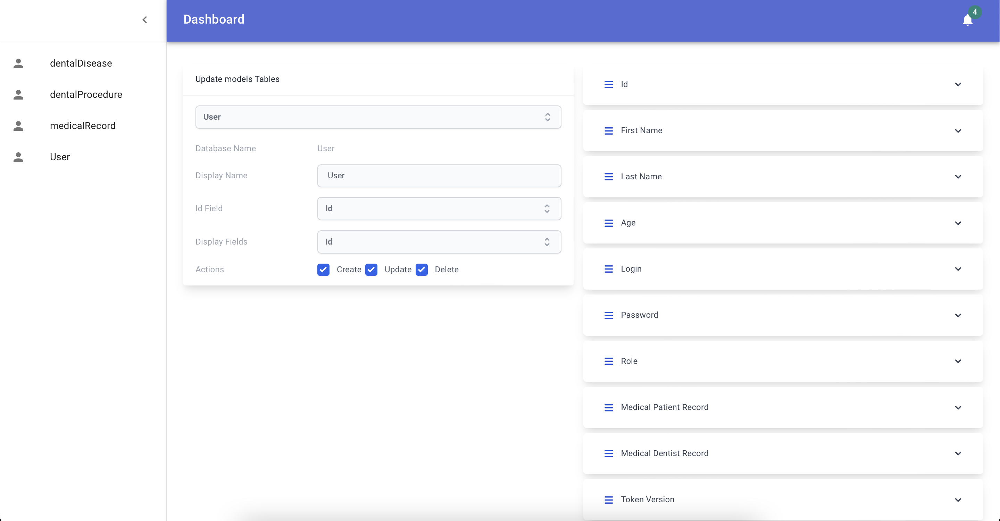 Dashboard
4
dentalDisease
dentalProcedure
medicalRecord
User
Update models Tables
User
Database Name User
Display Name User
Id Field Id
Display Fields Id
Actions Create Update Delete
Id
First Name
Last Name
Age
Login
Password
Role
Medical Patient Record
Medical Dentist Record
Token Version